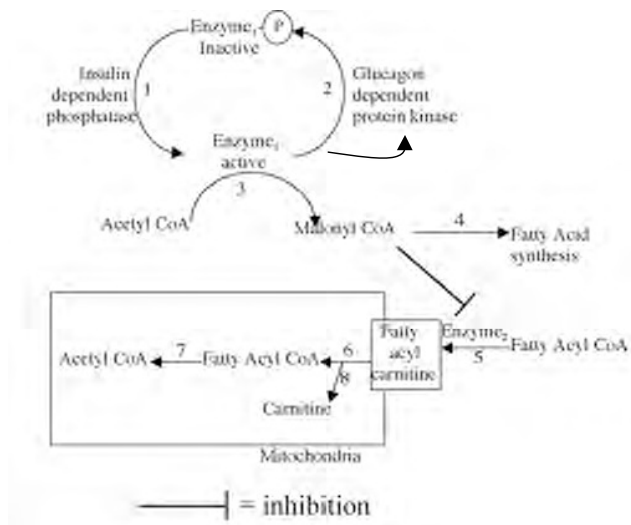 Enzyme₁ P
Inactive
Insulin
dependent
phosphatase
1
2
Glucagon
dependent
protein kinase
Enzyme₁
active
3
Acetyl CoA
Malonyl CoA
4
Fatty Acid
synthesis
Fatty
acyl
carnitine
Enzyme₂
5
Fatty Acyl CoA
Acetyl CoA
7
Fatty Acyl CoA
6
8
Carnitine
Mitochondria
= inhibition